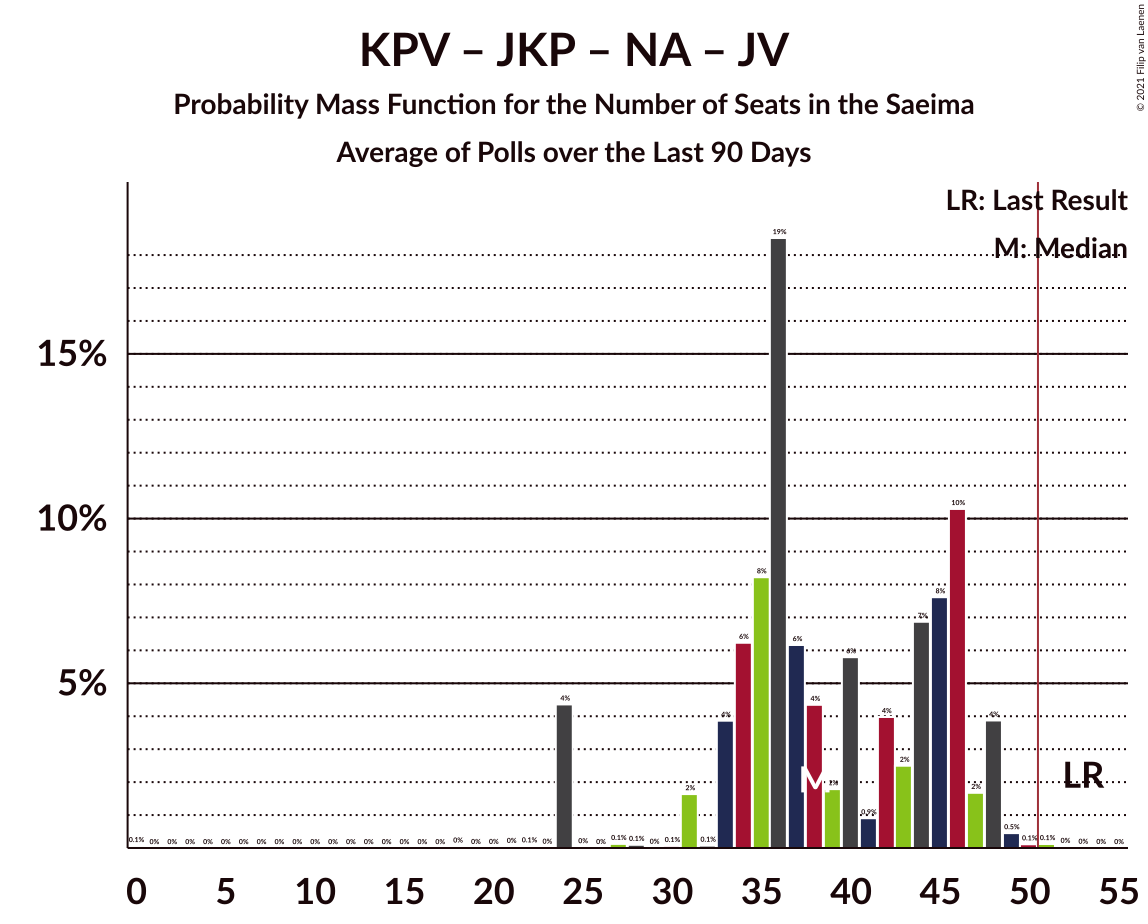 © 2021 Filip van Laenen
KPV – JKP – NA – JV
Probability Mass Function for the Number of Seats in the Saeima
Average of Polls over the Last 90 Days
LR: Last Result
M: Median
19%
15%
10%
10%
8%
8%
7%
6%
6%
6%
5%
4%
4%
4%
4%
4%
2%
2%
2%
2%
0.9%
0.5%
M
LR
0.1% 0% 0% 0% 0% 0% 0% 0% 0% 0% 0% 0% 0% 0% 0% 0% 0% 0% 0% 0% 0% 0% 0.1% 0% 0% 0% 0.1% 0.1% 0% 0.1% 0.1% 0.1% 0.1% 0% 0% 0% 0%
0 5 10 15 20 25 30 35 40 45 50 55